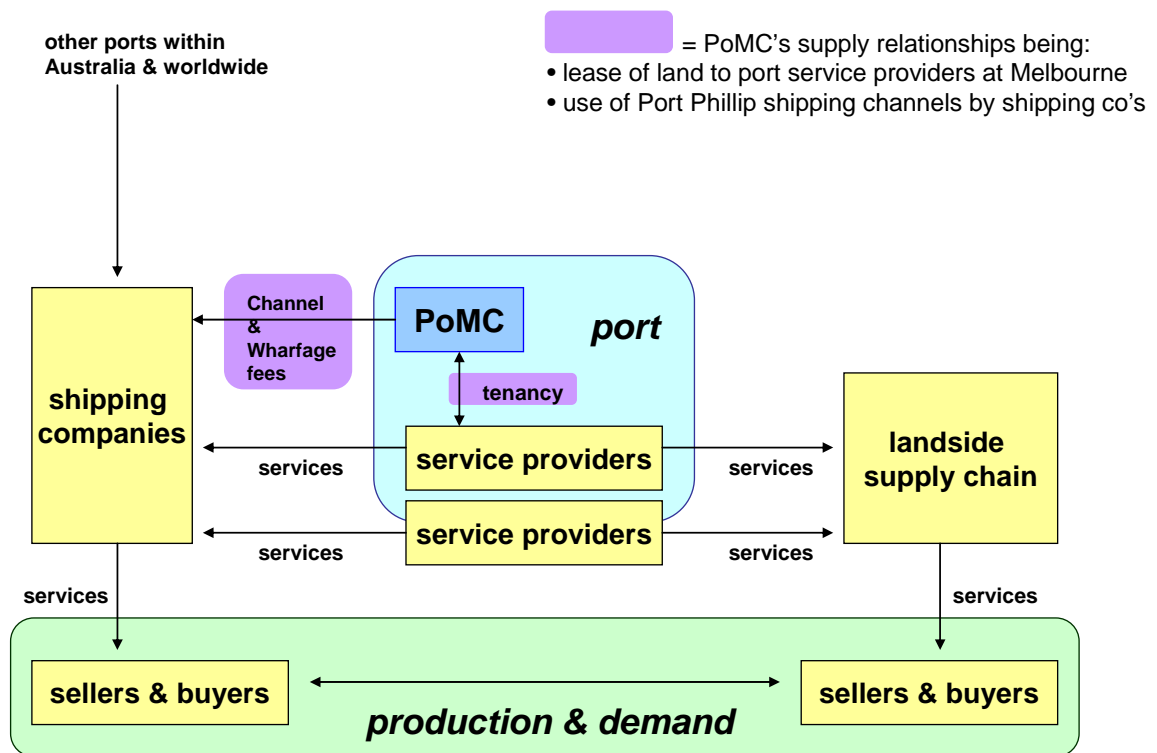 other ports within
Australia & worldwide
= PoMC's supply relationships being:
• lease of land to port service providers at Melbourne
• use of Port Phillip shipping channels by shipping co's
Channel
&
Wharfage
fees
PoMC
port
tenancy
shipping
companies
services
service providers
services
landside
supply chain
services
service providers
services
services
services
sellers & buyers
sellers & buyers
production & demand